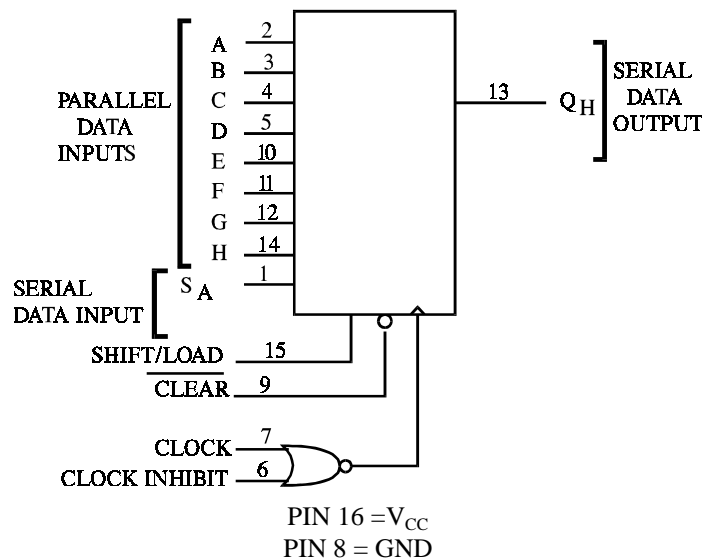 A 2
B 3
C 4
D 5
E 10
F 11
G 12
H 14
PARALLEL
DATA
INPUTS
S A 1
SERIAL
DATA INPUT
13
QH
SERIAL
DATA
OUTPUT
SHIFT/LOAD 15
CLEAR 9
CLOCK 7
CLOCK INHIBIT 6
PIN 16 =VCC
PIN 8 = GND